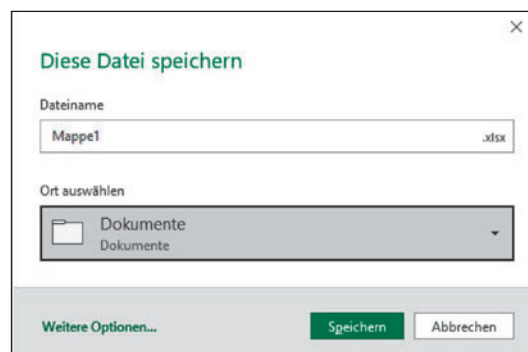 Diese Datei speichern
Dateiname
Mappe1 .xlsx
Ort auswählen
Dokumente
Dokumente
Weitere Optionen... Speichern Abbrechen